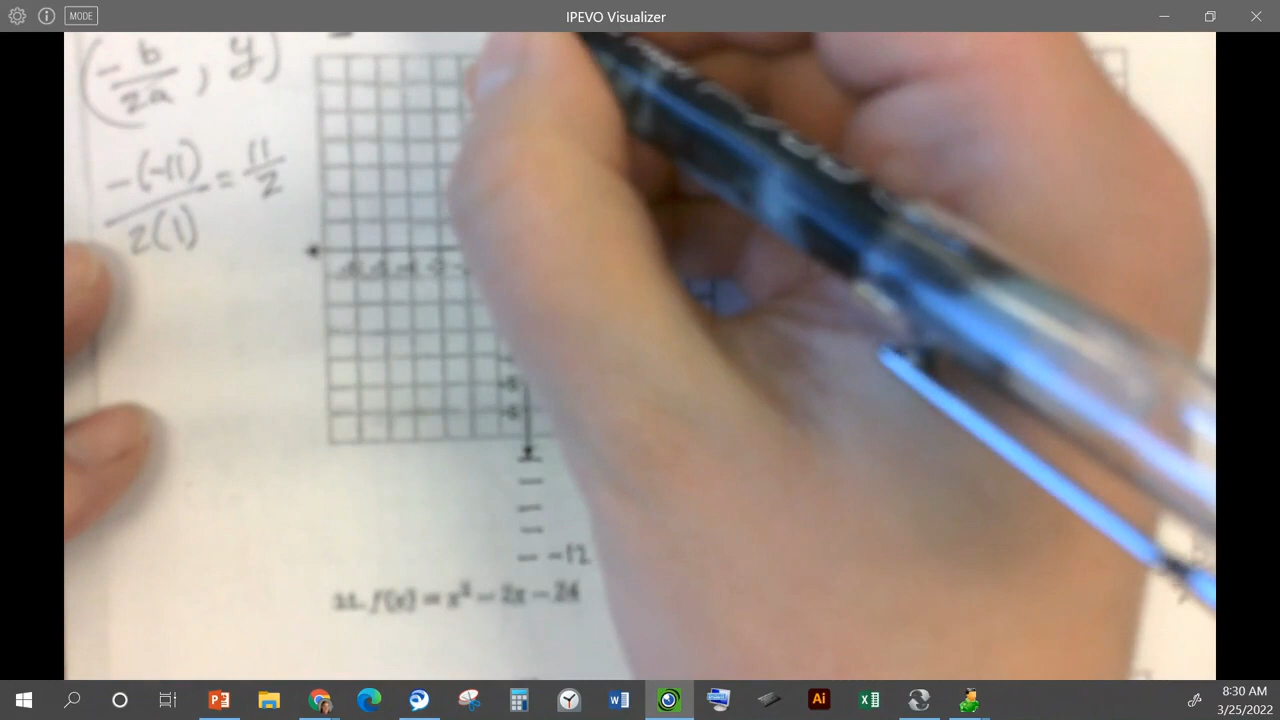 MODE
IPEVO Visualizer
(-b/2a, y)
-(-11)/2(1) = 11/2
-12
11. f(x) = x² - 2x - 24
8:30 AM
3/25/2022